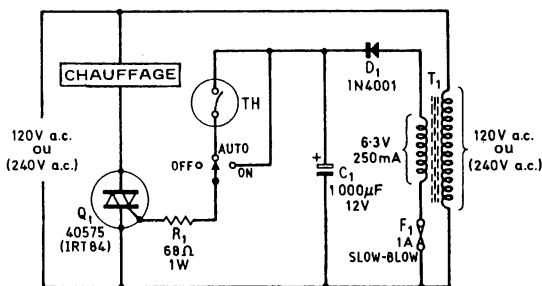 CHAUFFAGE
120V a.c.
ou
(240V a.c.)
Q1
40575
(IRT84)
R1
68Ω
1W
TH
AUTO
OFF
ON
D1
1N4001
+
C1
1000µF
12V
6·3V
250mA
T1
120V a.c.
ou
(240V a.c.)
F1
1A
SLOW-BLOW